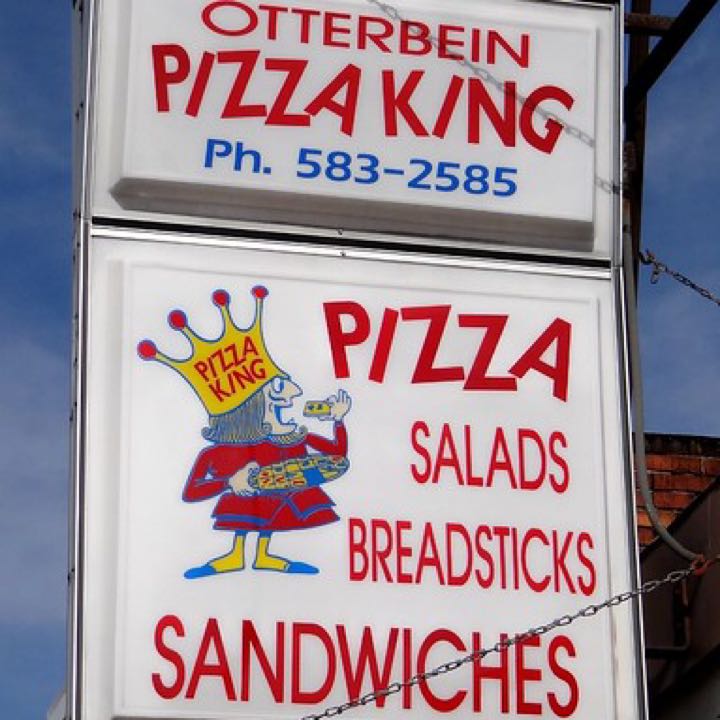 OTTERBEIN
PIZZA KING
Ph. 583-2585
PIZZA
KING
PIZZA
SALADS
BREADSTICKS
SANDWICHES